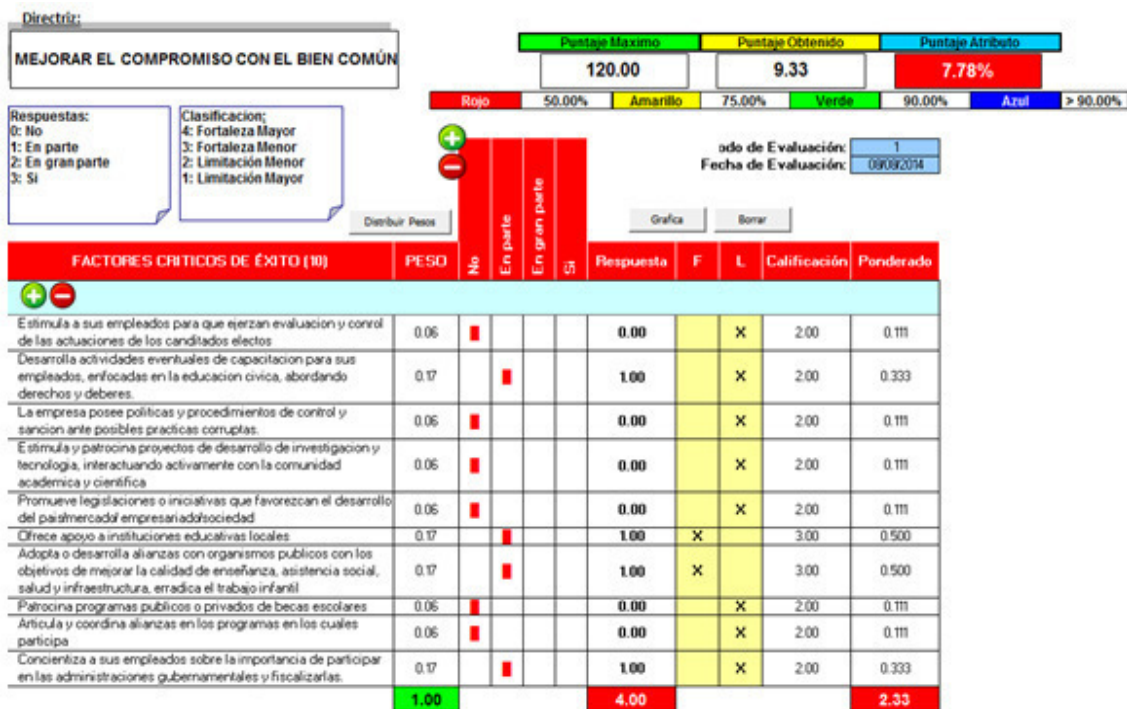 Directriz:
MEJORAR EL COMPROMISO CON EL BIEN COMÚN
Puntaje Maximo Puntaje Obtenido Puntaje Atributo
120.00 9.33 7.78%
Rojo 50.00% Amarillo 75.00% Verde 90.00% Azul > 90.00%
Respuestas:
0: No
1: En parte
2: En gran parte
3: Si
Clasificacion;
4: Fortaleza Mayor
3: Fortaleza Menor
2: Limitación Menor
1: Limitación Mayor
odo de Evaluación: 1
Fecha de Evaluación: 08/08/2014
Distribuir Pesos Grafica Borrar
FACTORES CRITICOS DE ÉXITO (10) PESO No En parte En gran parte Si Respuesta F L Calificación Ponderado
Estimula a sus empleados para que ejerzan evaluacion y conrol
de las actuaciones de los canditados electos
0.06 0.00 X 2.00 0.111
Desarrolla actividades eventuales de capacitacion para sus
empleados, enfocadas en la educacion civica, abordando
derechos y deberes.
0.17 1.00 X 2.00 0.333
La empresa posee politicas y procedimientos de control y
sancion ante posibles practicas corruptas.
0.06 0.00 X 2.00 0.111
Estimula y patrocina proyectos de desarrollo de investigacion y
tecnologia, interactuando activamente con la comunidad
academica y cientifica
0.06 0.00 X 2.00 0.111
Promueve legislaciones o iniciativas que favorezcan el desarrollo
del pais/mercado/ empresariado/sociedad
0.06 0.00 X 2.00 0.111
Ofrece apoyo a instituciones educativas locales 0.17 1.00 X 3.00 0.500
Adopta o desarrolla alianzas con organismos publicos con los
objetivos de mejorar la calidad de enseñanza, asistencia social,
salud y infraestructura, erradica el trabajo infantil
0.17 1.00 X 3.00 0.500
Patrocina programas publicos o privados de becas escolares 0.06 0.00 X 2.00 0.111
Articula y coordina alianzas en los programas en los cuales
participa
0.06 0.00 X 2.00 0.111
Concientiza a sus empleados sobre la importancia de participar
en las administraciones gubernamentales y fiscalizarlas.
0.17 1.00 X 2.00 0.333
1.00 4.00 2.33